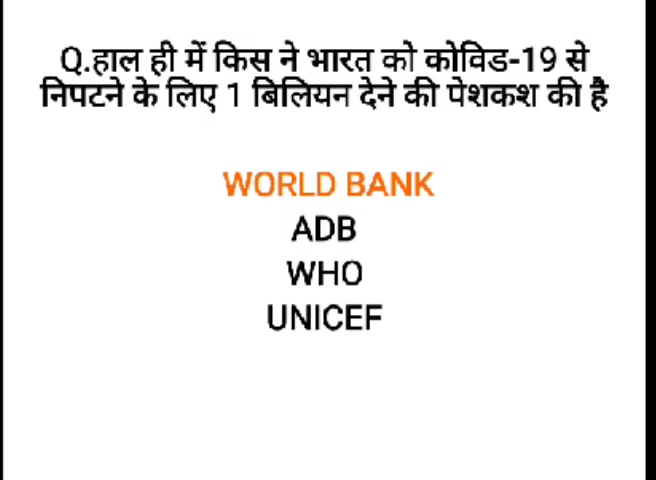 Q.हाल ही में किस ने भारत को कोविड-19 से
निपटने के लिए 1 बिलियन देने की पेशकश की है
WORLD BANK
ADB
WHO
UNICEF